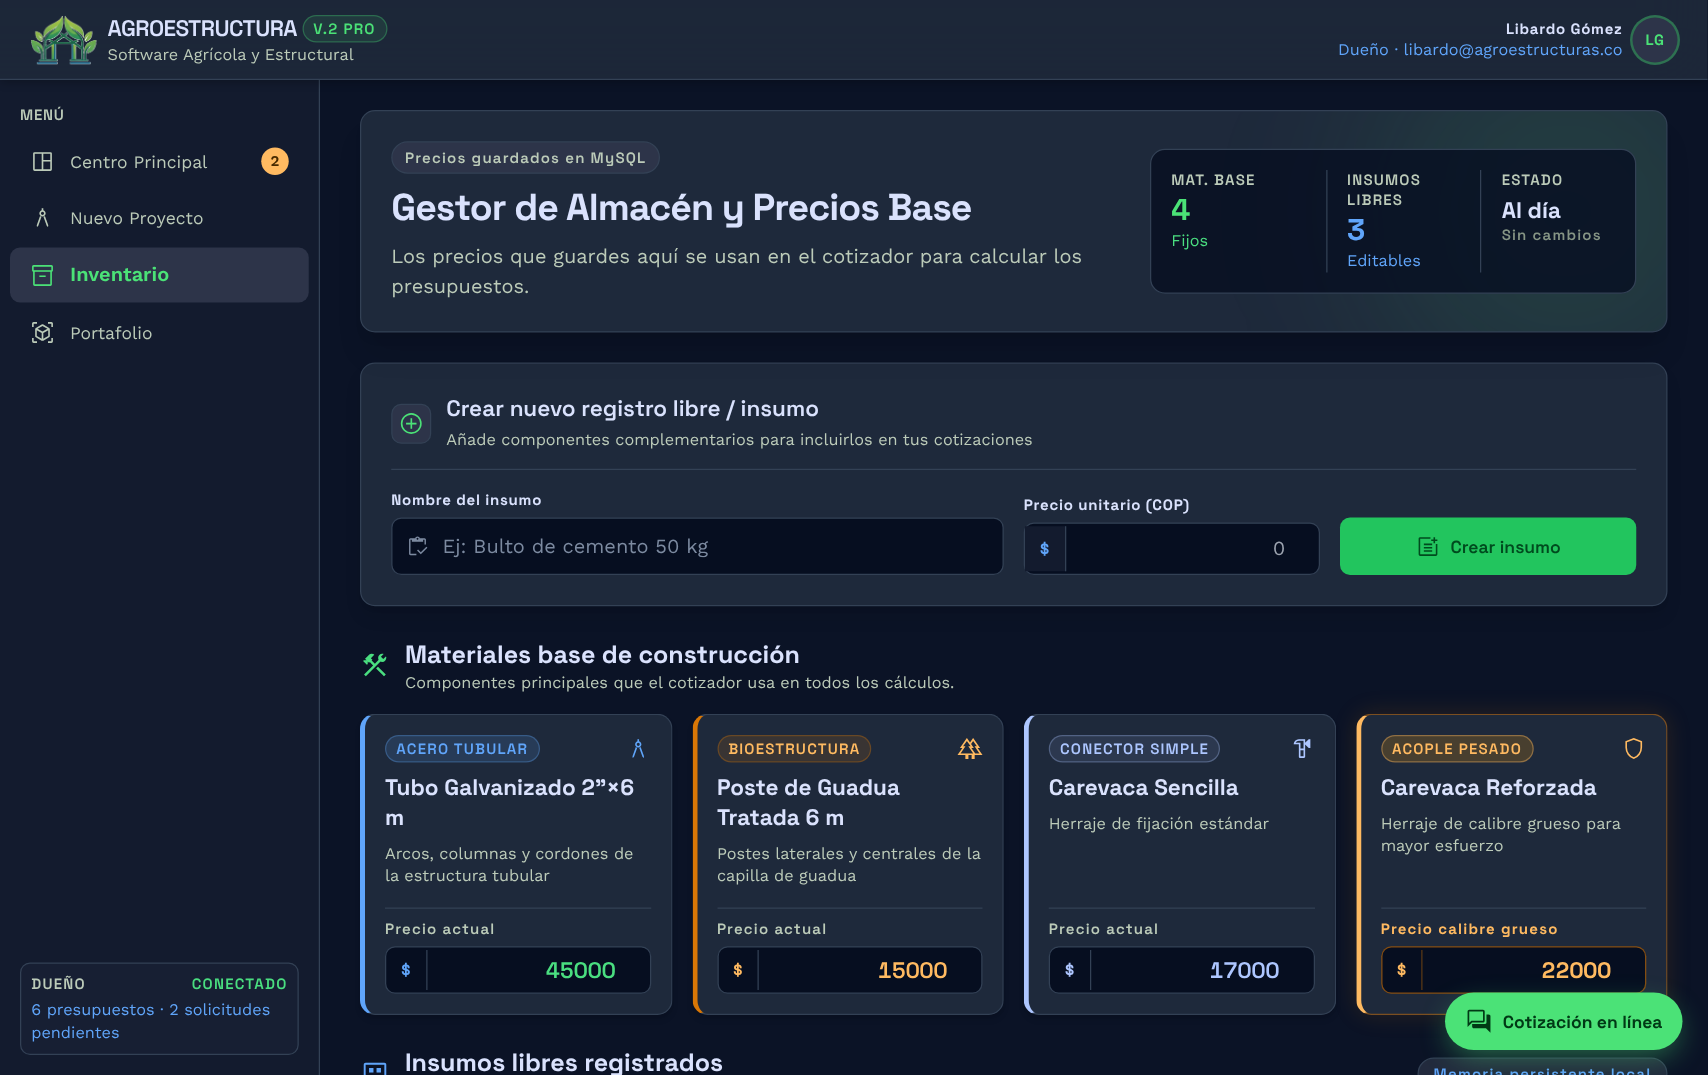 AGROESTRUCTURA V.2 PRO
Software Agrícola y Estructural
Libardo Gómez
Dueño · libardo@agroestructuras.co
LG
MENÚ
Centro Principal 2
Nuevo Proyecto
Inventario
Portafolio
DUEÑO CONECTADO
6 presupuestos · 2 solicitudes
pendientes
Precios guardados en MySQL
Gestor de Almacén y Precios Base
Los precios que guardes aquí se usan en el cotizador para calcular los
presupuestos.
MAT. BASE
4
Fijos
INSUMOS
LIBRES
3
Editables
ESTADO
Al día
Sin cambios
Crear nuevo registro libre / insumo
Añade componentes complementarios para incluirlos en tus cotizaciones
Nombre del insumo
Ej: Bulto de cemento 50 kg
Precio unitario (COP)
$ 0
Crear insumo
Materiales base de construcción
Componentes principales que el cotizador usa en todos los cálculos.
ACERO TUBULAR
Tubo Galvanizado 2”×6
m
Arcos, columnas y cordones de
la estructura tubular
Precio actual
$ 45000
BIOESTRUCTURA
Poste de Guadua
Tratada 6 m
Postes laterales y centrales de la
capilla de guadua
Precio actual
$ 15000
CONECTOR SIMPLE
Carevaca Sencilla
Herraje de fijación estándar
Precio actual
$ 17000
ACOPLE PESADO
Carevaca Reforzada
Herraje de calibre grueso para
mayor esfuerzo
Precio calibre grueso
$ 22000
Cotización en línea
Insumos libres registrados
Memoria persistente local